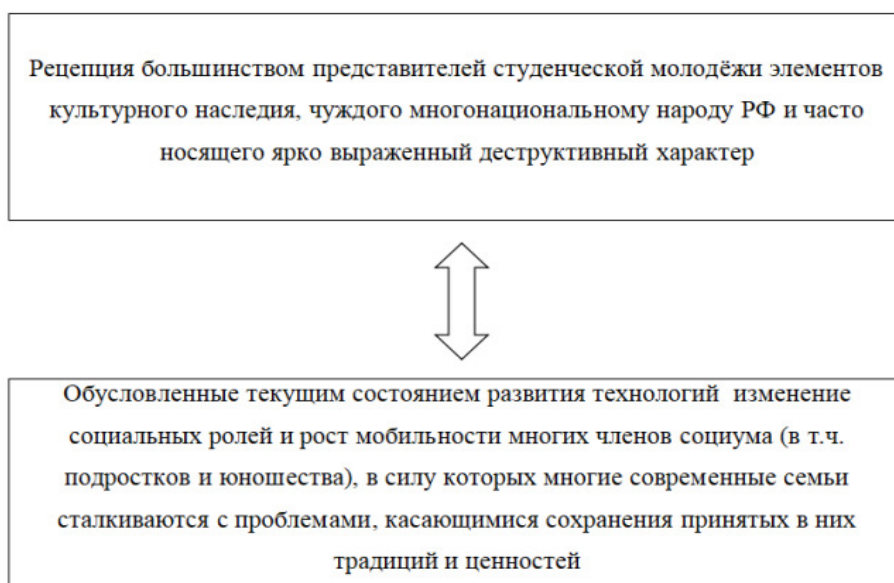 Рецепция большинством представителей студенческой молодёжи элементов
культурного наследия, чуждого многонациональному народу РФ и часто
носящего ярко выраженный деструктивный характер
Обусловленные текущим состоянием развития технологий изменение
социальных ролей и рост мобильности многих членов социума (в т.ч.
подростков и юношества), в силу которых многие современные семьи
сталкиваются с проблемами, касающимися сохранения принятых в них
традиций и ценностей